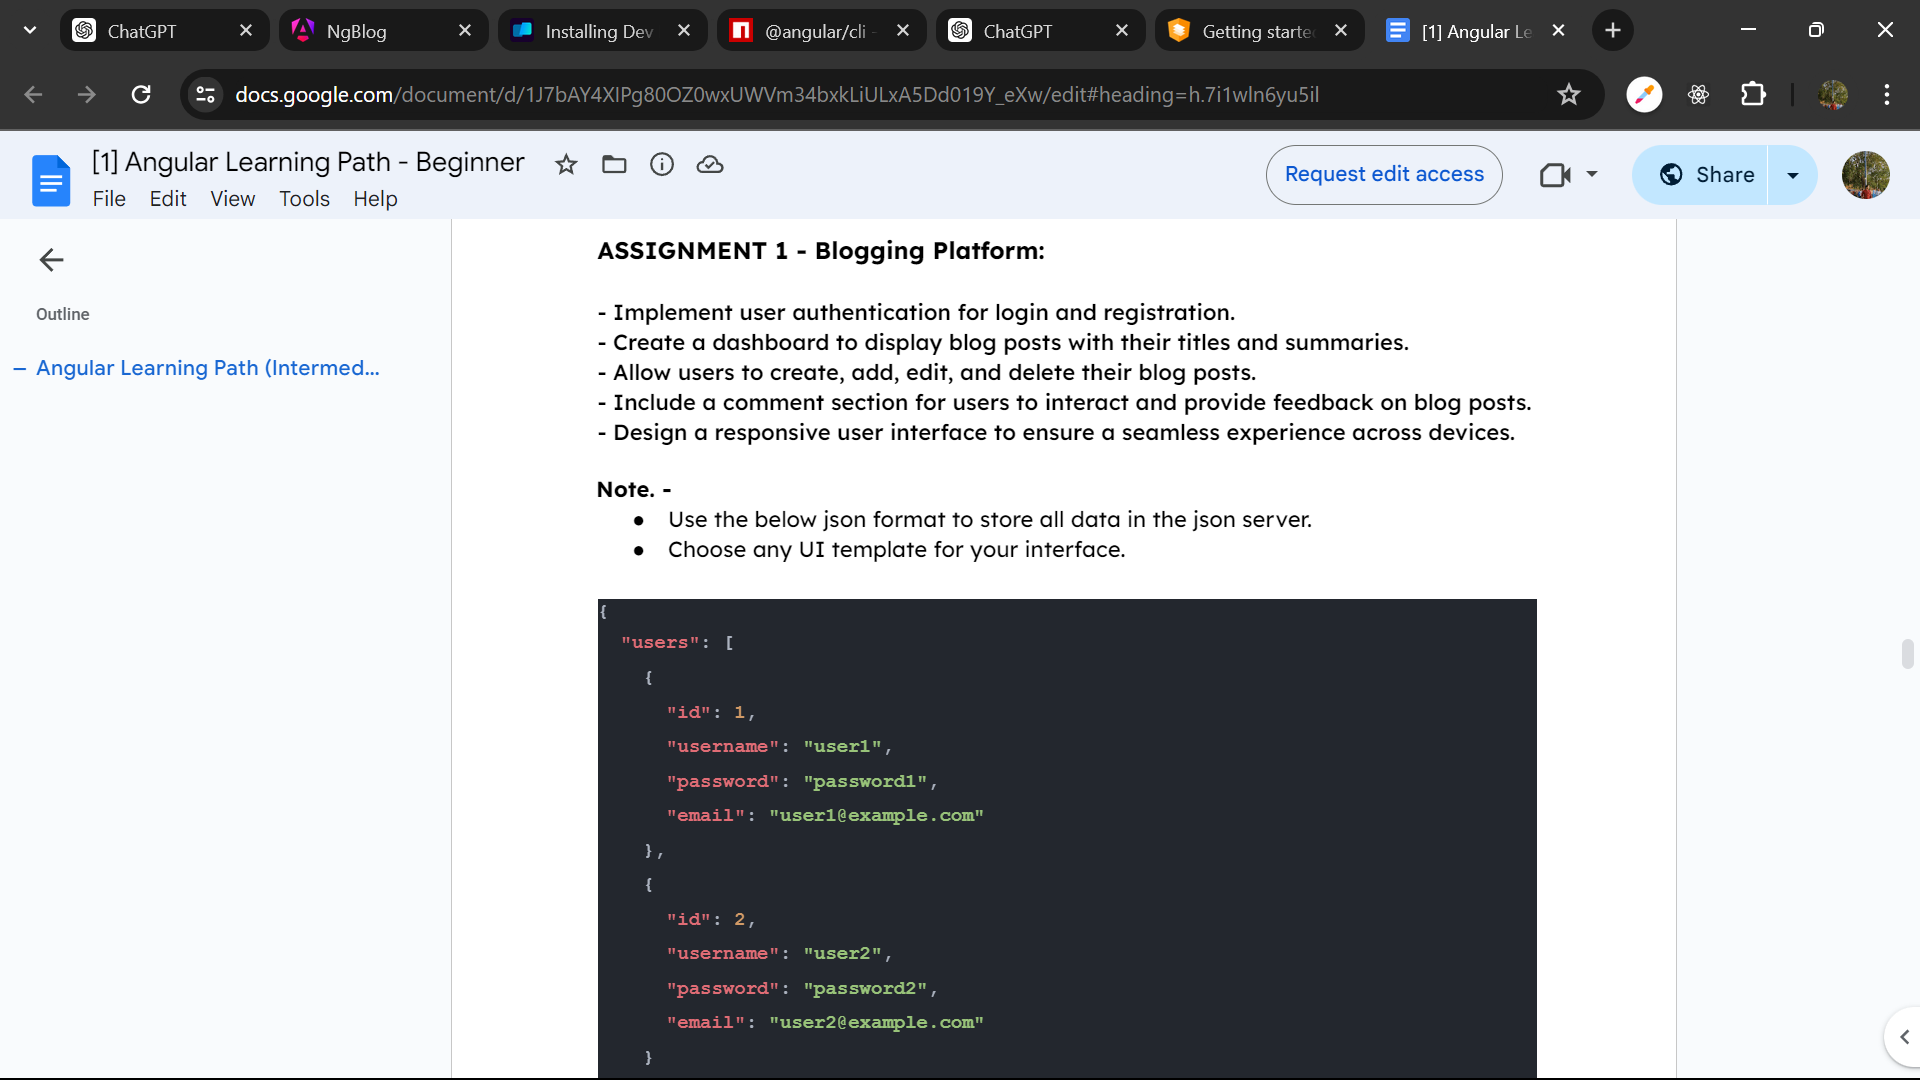 ChatGPT
NgBlog
Installing Dev
@angular/cli -
ChatGPT
Getting starte
[1] Angular Le
docs.google.com/document/d/1J7bAY4XlPg80OZ0wxUWVm34bxkLiULxA5Dd019Y_eXw/edit#heading=h.7i1wln6yu5il
[1] Angular Learning Path - Beginner
File Edit View Tools Help
Request edit access
Share
Outline
Angular Learning Path (Intermed...
ASSIGNMENT 1 - Blogging Platform:
- Implement user authentication for login and registration.
- Create a dashboard to display blog posts with their titles and summaries.
- Allow users to create, add, edit, and delete their blog posts.
- Include a comment section for users to interact and provide feedback on blog posts.
- Design a responsive user interface to ensure a seamless experience across devices.
Note. -
● Use the below json format to store all data in the json server.
● Choose any UI template for your interface.
{
"users": [
{
"id": 1,
"username": "user1",
"password": "password1",
"email": "user1@example.com"
},
{
"id": 2,
"username": "user2",
"password": "password2",
"email": "user2@example.com"
}